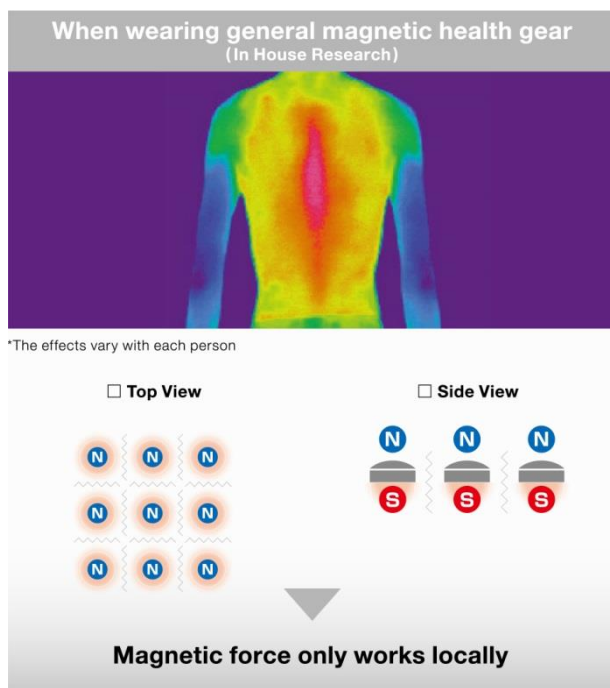 When wearing general magnetic health gear
(In House Research)
*The effects vary with each person
□ Top View
□ Side View
N N N
S S S
N N N
N N N
N N N
Magnetic force only works locally